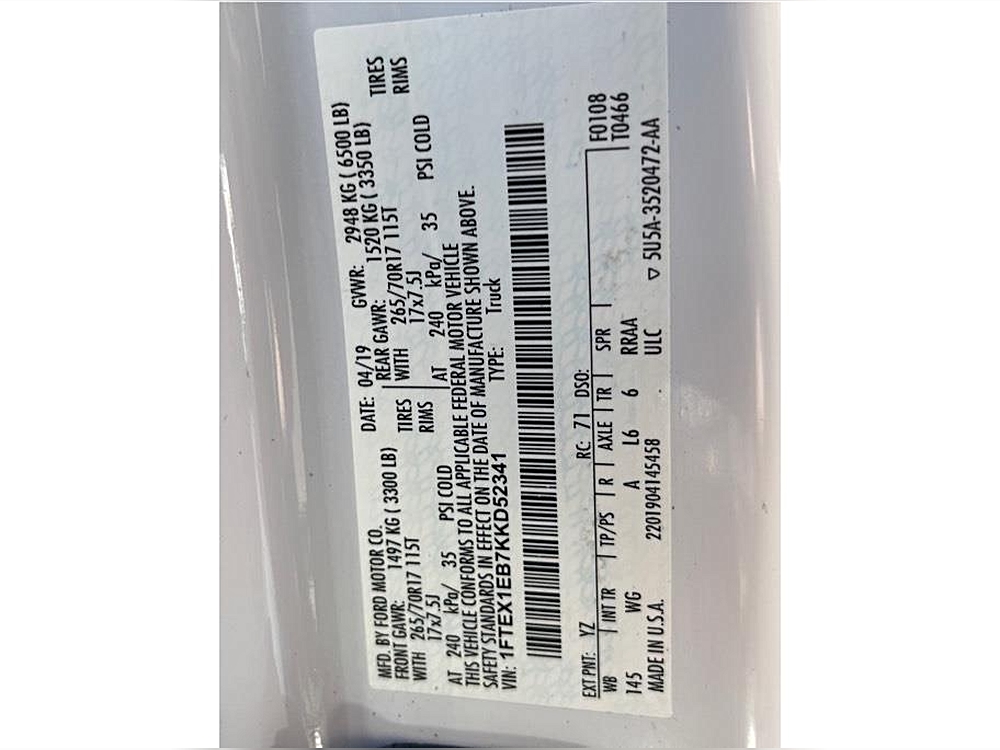 MFD. BY FORD MOTOR CO.
DATE: 04/19 GVWR: 2948 KG ( 6500 LB)
FRONT GAWR: 1497 KG ( 3300 LB) REAR GAWR: 1520 KG ( 3350 LB)
WITH 265/70R17 115T TIRES WITH 265/70R17 115T TIRES
17x7.5J RIMS 17x7.5J RIMS
AT 240 kPa/ 35 PSI COLD AT 240 kPa/ 35 PSI COLD
THIS VEHICLE CONFORMS TO ALL APPLICABLE FEDERAL MOTOR VEHICLE
SAFETY STANDARDS IN EFFECT ON THE DATE OF MANUFACTURE SHOWN ABOVE.
VIN: 1FTEX1EB7KKD52341 TYPE: Truck
EXT PNT: YZ RC: 71 DSO: F0108
WB INT TR TP/PS R AXLE TR SPR T0466
145 WG A L6 6 RRAA
MADE IN U.S.A. 2201904145458 ULC ▽ 5U5A-3520472-AA